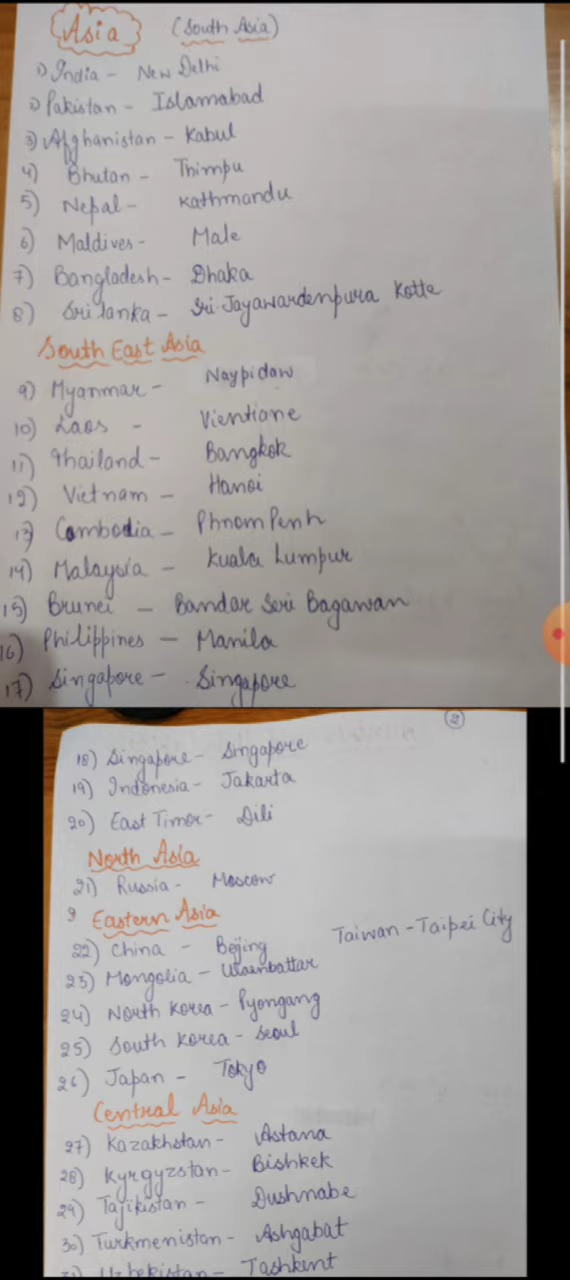 Asia (South Asia)
1) India - New Delhi
2) Pakistan - Islamabad
3) Afghanistan - Kabul
4) Bhutan - Thimpu
5) Nepal - Kathmandu
6) Maldives - Male
7) Bangladesh - Dhaka
8) Sri lanka - Sri Jayawardenpura Kotte
South East Asia
9) Myanmar - Naypidaw
10) Laos - Vientiane
11) Thailand - Bangkok
12) Vietnam - Hanoi
13) Cambodia - Phnom Penh
14) Malaysia - Kuala Lumpur
15) Brunei - Bandar Seri Bagawan
16) Philippines - Manila
17) Singapore - Singapore
2
18) Singapore - Singapore
19) Indonesia - Jakarta
20) East Timor - Dili
North Asia
21) Russia - Moscow
Eastern Asia
22) China - Beijing Taiwan - Taipei City
23) Mongolia - Ulaenbattar
24) North Korea - Pyongang
25) South Korea - Seoul
26) Japan - Tokyo
Central Asia
27) Kazakhstan - Astana
28) Kyrgyzstan - Bishkek
29) Tajikistan - Dushnabe
30) Turkmenistan - Ashgabat
31) Uzbekistan - Tashkent